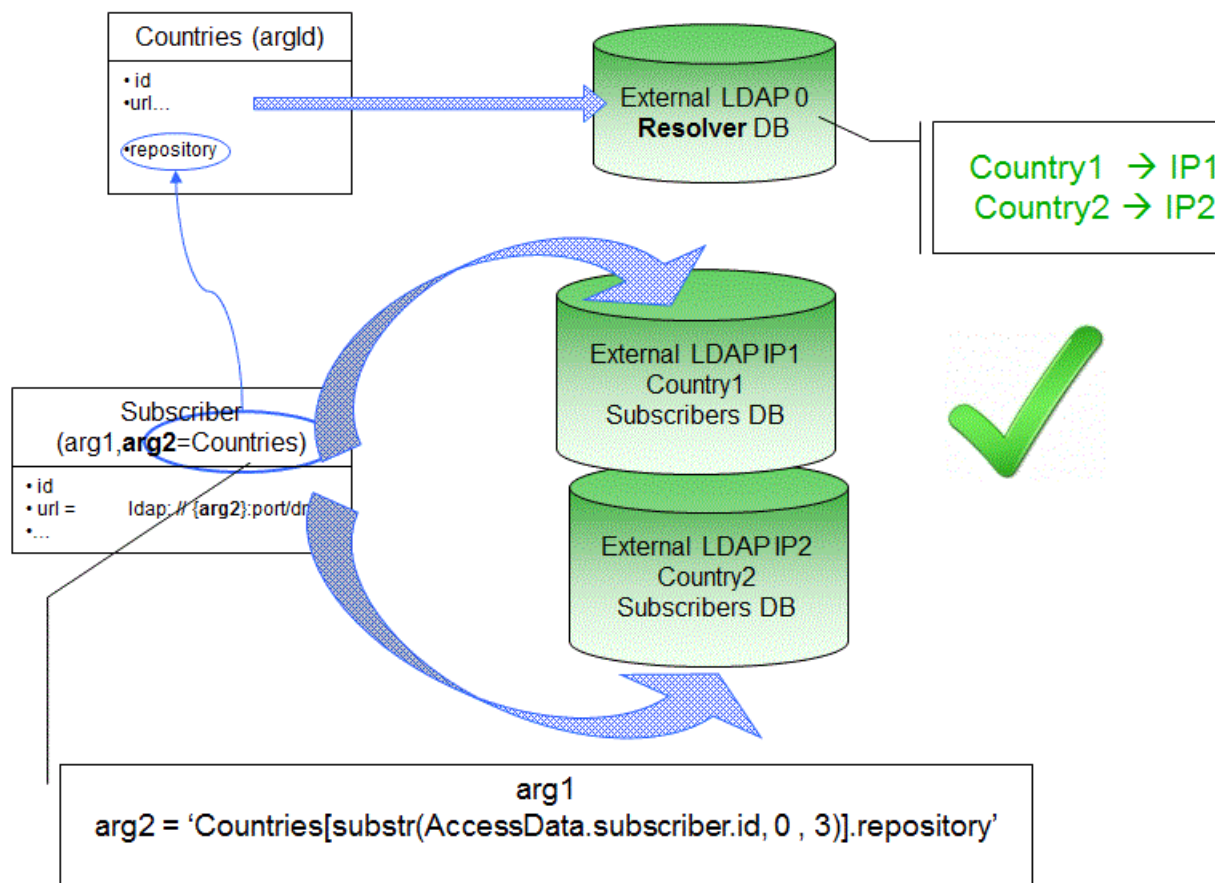 Countries (argId)
• id
•url...
•repository
External LDAP 0
Resolver DB
Country1 → IP1
Country2 → IP2
External LDAP IP1
Country1
Subscribers DB
Subscriber
(arg1,arg2=Countries)
• id
• url = ldap: // {arg2}:port/dn
•...
External LDAP IP2
Country2
Subscribers DB
arg1
arg2 = ‘Countries[substr(AccessData.subscriber.id, 0 , 3)].repository’